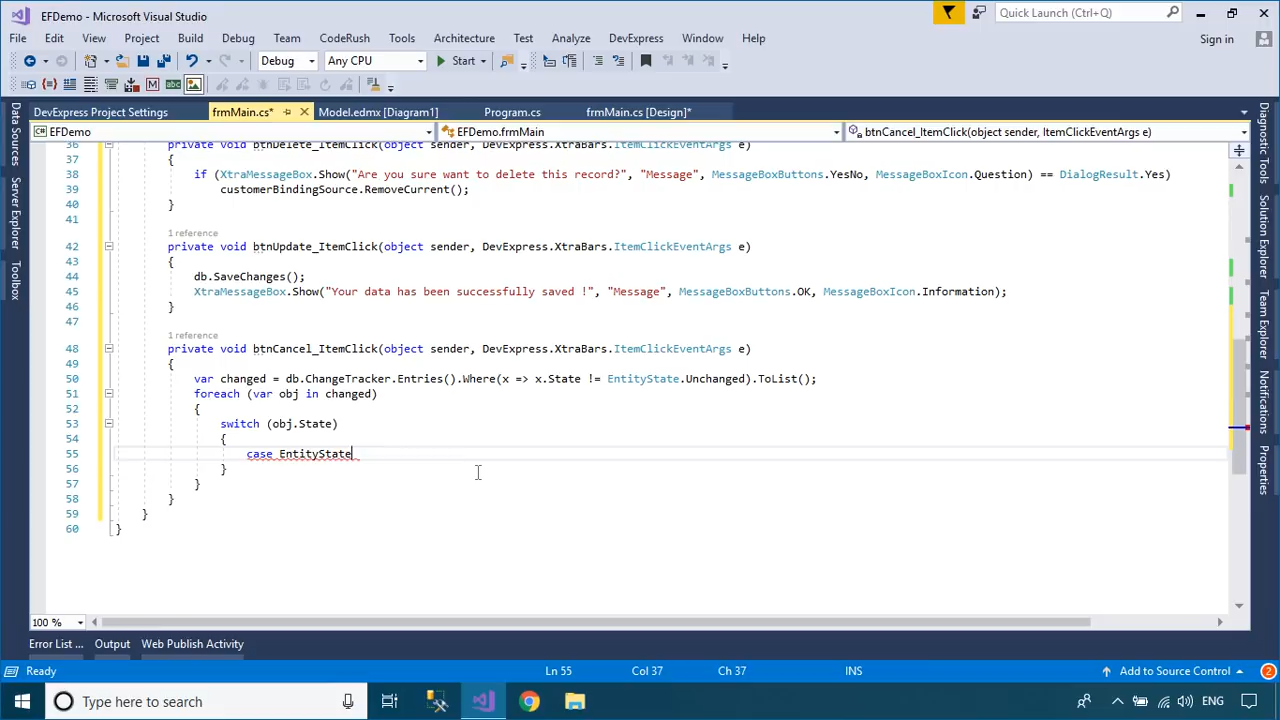 EFDemo - Microsoft Visual Studio
Quick Launch (Ctrl+Q)
File Edit View Project Build Debug Team CodeRush Tools Architecture Test Analyze DevExpress Window Help
Sign in
Debug Any CPU Start
DevExpress Project Settings frmMain.cs* Model.edmx [Diagram1] Program.cs frmMain.cs [Design]*
EFDemo EFDemo.frmMain btnCancel_ItemClick(object sender, ItemClickEventArgs e)
Data Sources
Server Explorer
Toolbox
36 private void btnDelete_ItemClick(object sender, DevExpress.XtraBars.ItemClickEventArgs e)
37 {
38 if (XtraMessageBox.Show("Are you sure want to delete this record?", "Message", MessageBoxButtons.YesNo, MessageBoxIcon.Question) == DialogResult.Yes)
39 customerBindingSource.RemoveCurrent();
40 }
41
1 reference
42 private void btnUpdate_ItemClick(object sender, DevExpress.XtraBars.ItemClickEventArgs e)
43 {
44 db.SaveChanges();
45 XtraMessageBox.Show("Your data has been successfully saved !", "Message", MessageBoxButtons.OK, MessageBoxIcon.Information);
46 }
47
1 reference
48 private void btnCancel_ItemClick(object sender, DevExpress.XtraBars.ItemClickEventArgs e)
49 {
50 var changed = db.ChangeTracker.Entries().Where(x => x.State != EntityState.Unchanged).ToList();
51 foreach (var obj in changed)
52 {
53 switch (obj.State)
54 {
55 case EntityState
56 }
57 }
58 }
59 }
60 }
Diagnostic Tools
Solution Explorer
Team Explorer
Notifications
Properties
100 %
Error List ... Output Web Publish Activity
Ready Ln 55 Col 37 Ch 37 INS Add to Source Control 2
Type here to search ENG